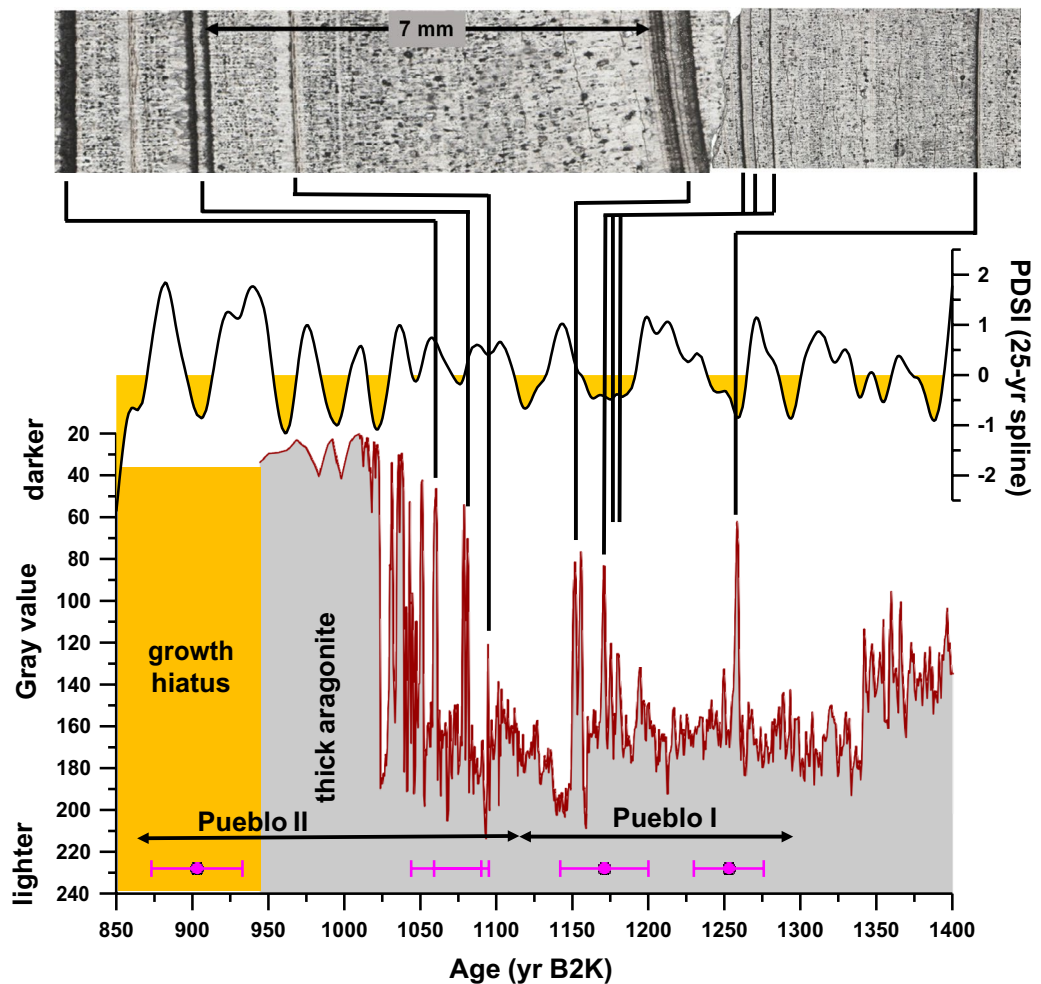 7 mm
2
1
0
-1
-2
PDSI (25-yr spline)
darker
Gray value
lighter
20
40
60
80
100
120
140
160
180
200
220
240
growth
hiatus
thick aragonite
Pueblo II
Pueblo I
850
900
950
1000
1050
1100
1150
1200
1250
1300
1350
1400
Age (yr B2K)